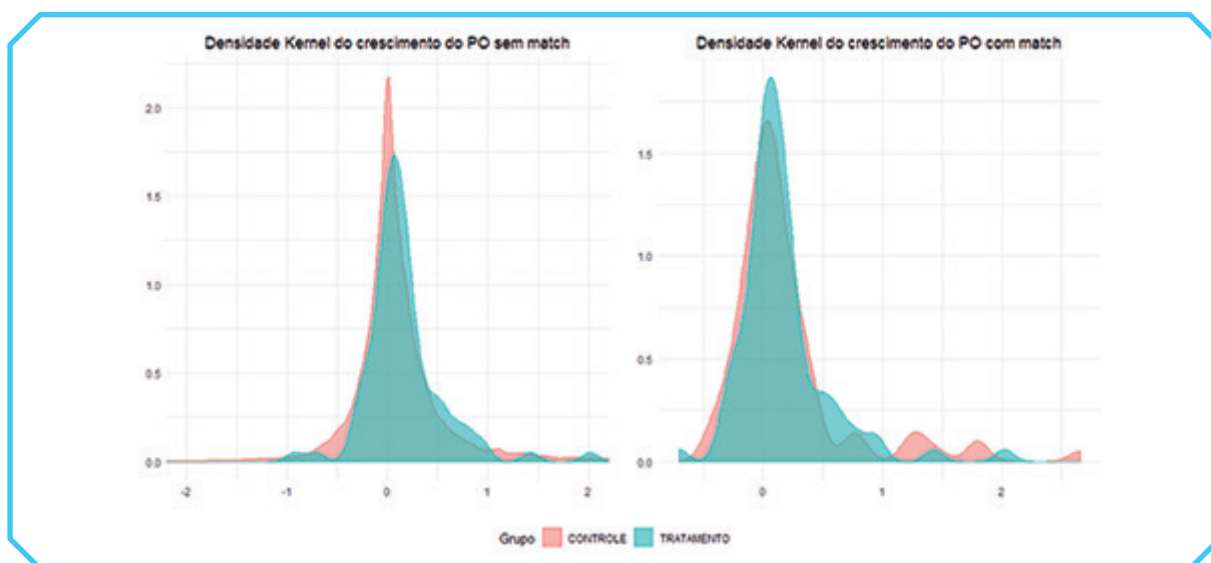 Densidade Kernel do crescimento do PO sem match
Densidade Kernel do crescimento do PO com match
2.0
1.5
1.0
0.5
0.0
-2 -1 0 1 2
1.5
1.0
0.5
0.0
0 1 2
Grupo CONTROLE TRATAMENTO